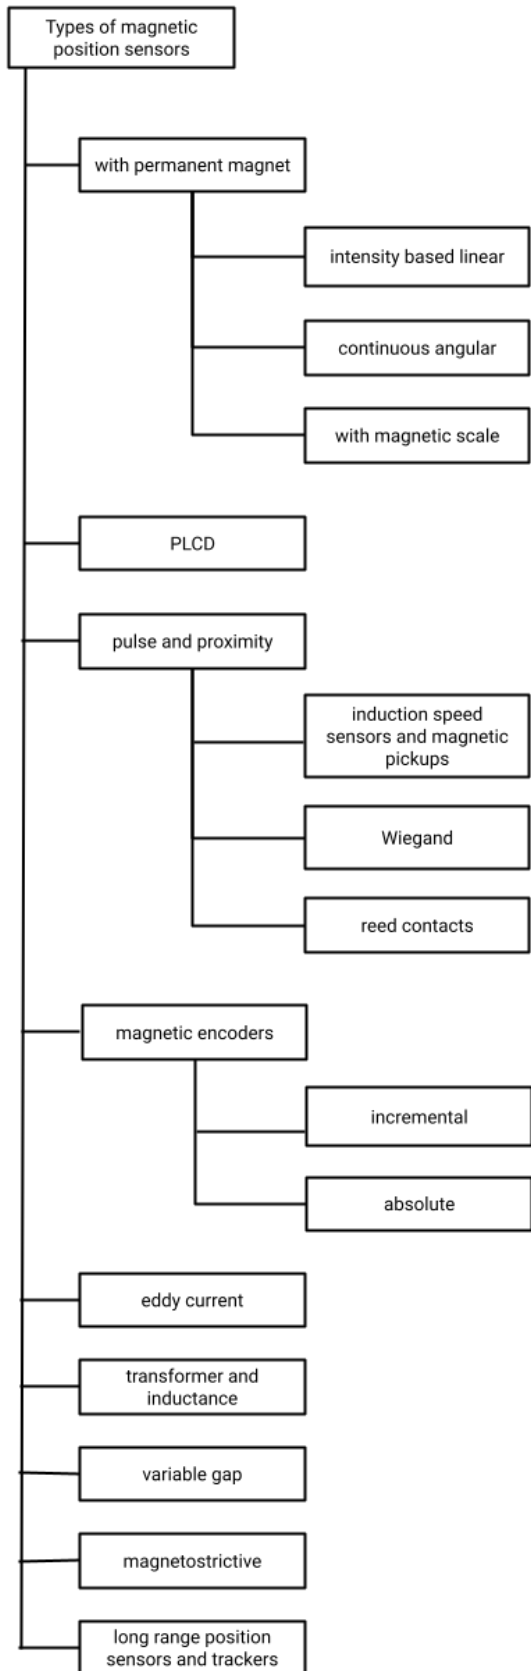 Types of magnetic
position sensors
with permanent magnet
intensity based linear
continuous angular
with magnetic scale
PLCD
pulse and proximity
induction speed
sensors and magnetic
pickups
Wiegand
reed contacts
magnetic encoders
incremental
absolute
eddy current
transformer and
inductance
variable gap
magnetostrictive
long range position
sensors and trackers